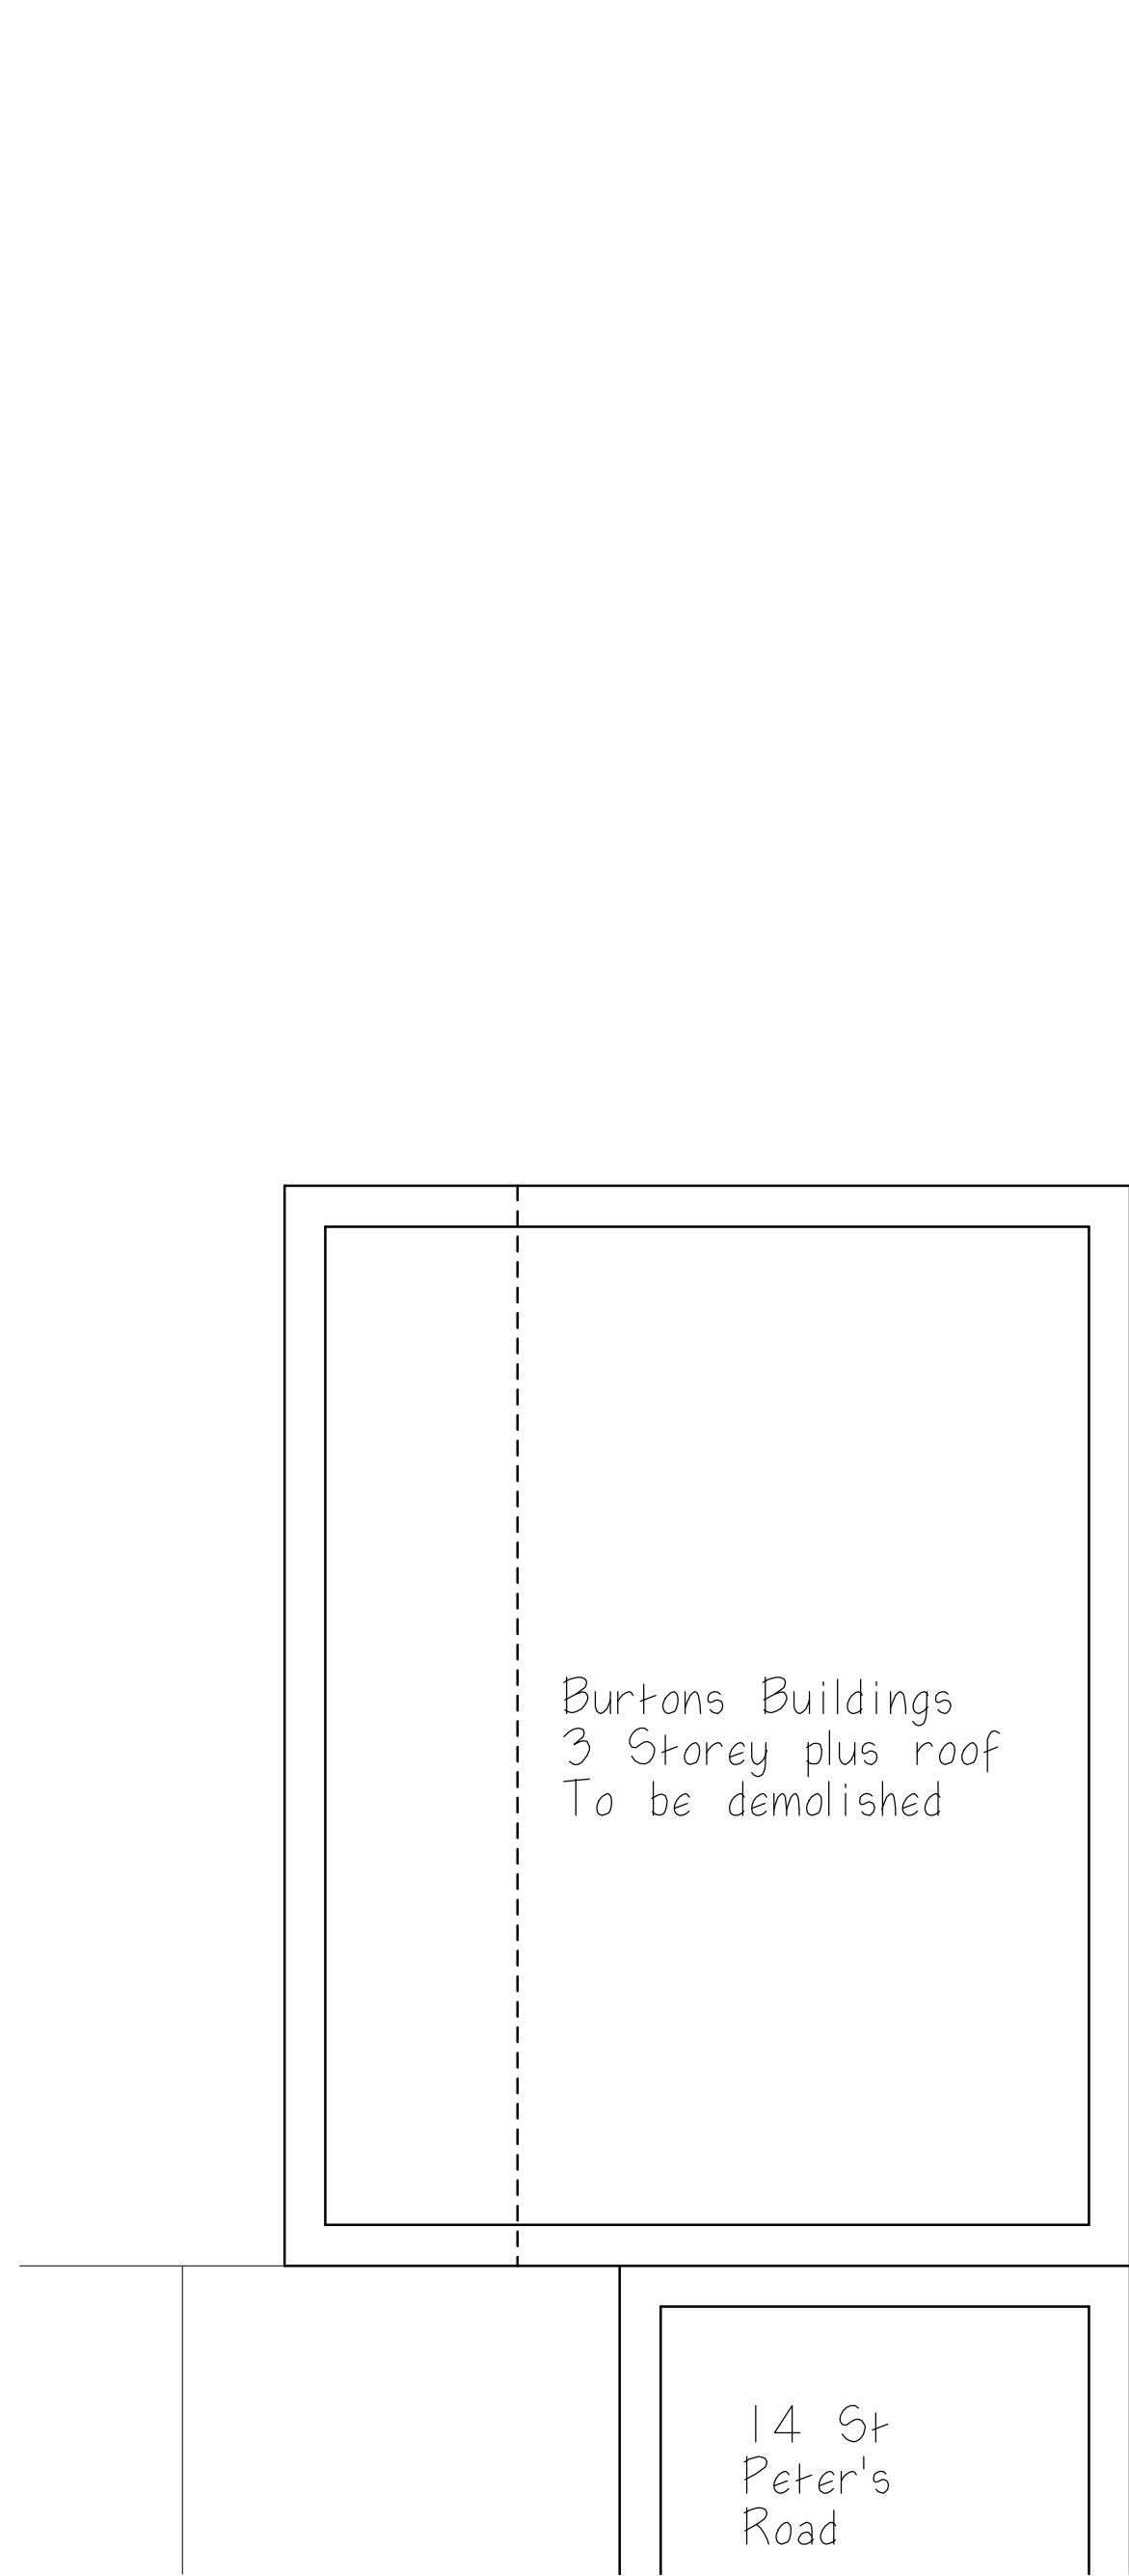 Burtons Buildings
3 Storey plus roof
To be demolished
14 St
Peter's
Road